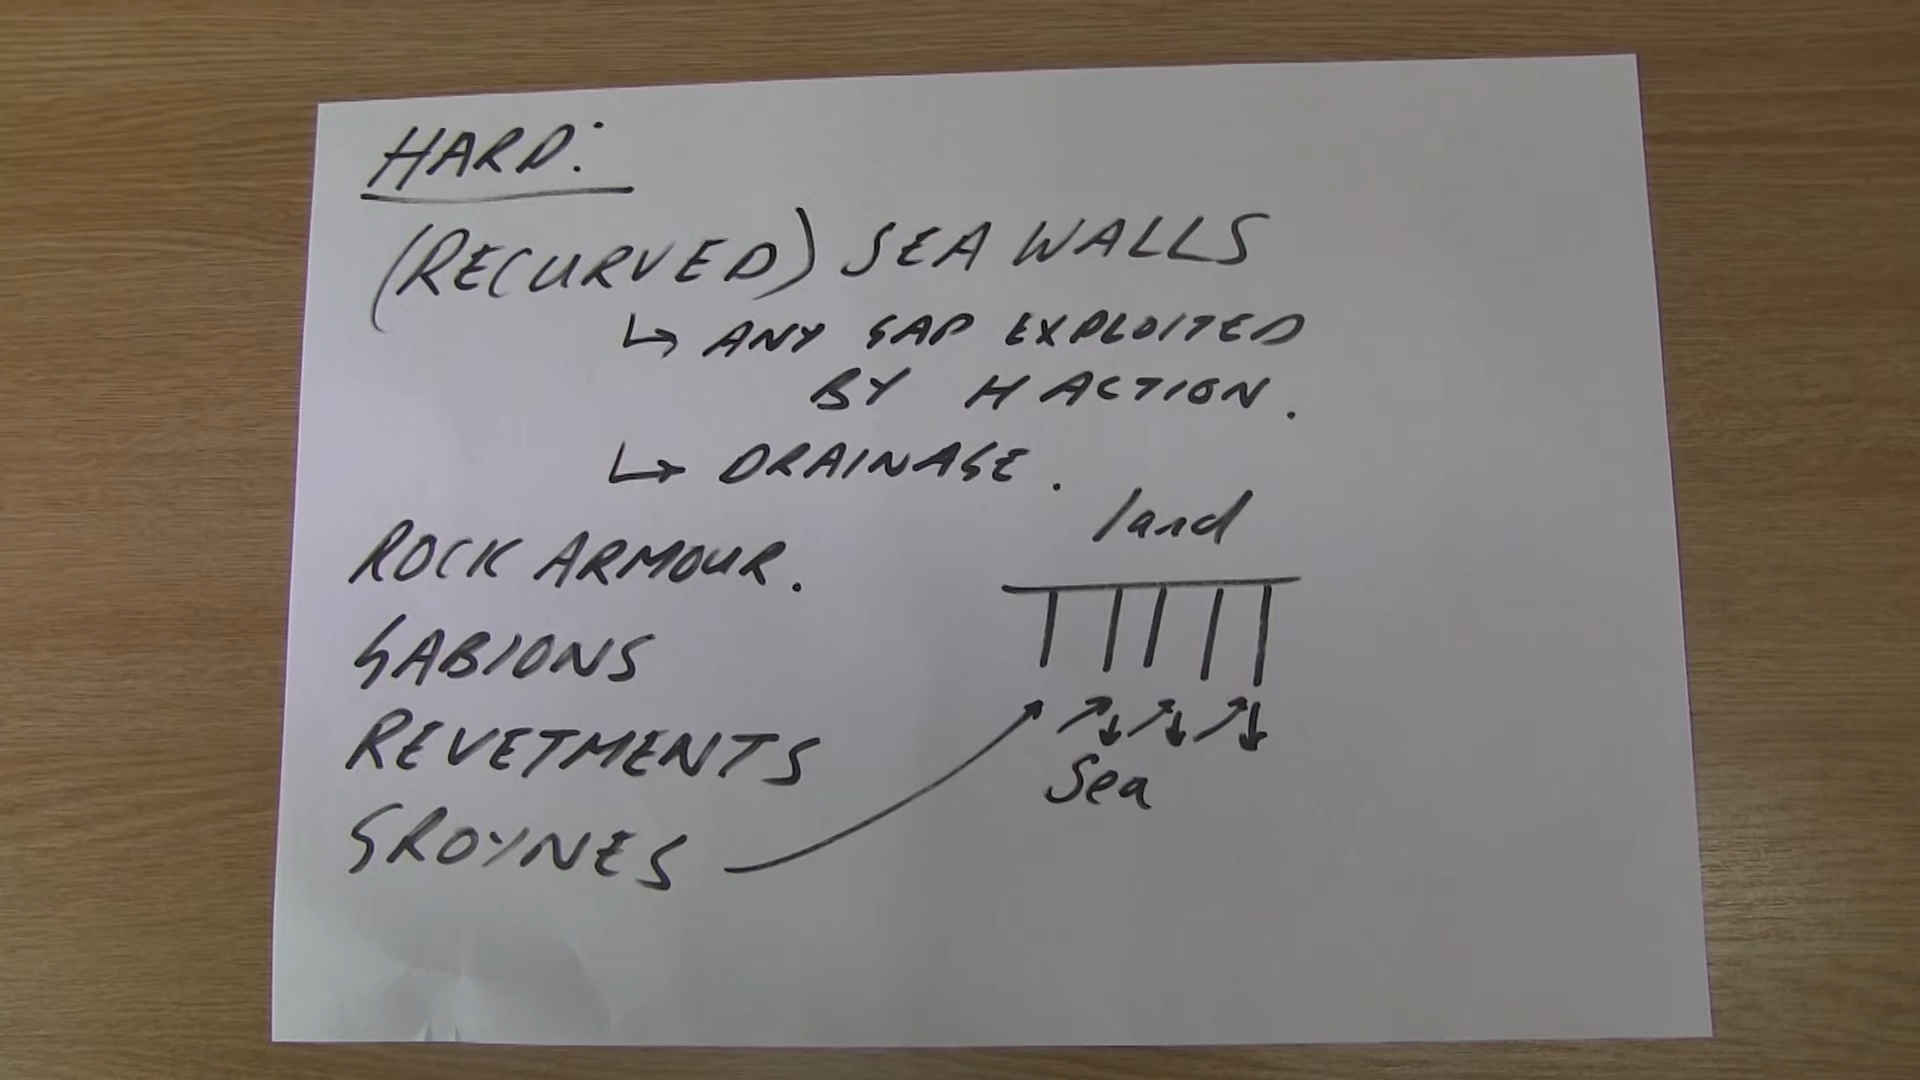 HARD:
(RECURVED) SEA WALLS
↳ ANY GAP EXPLOITED
BY H ACTION.
↳ DRAINAGE.
land
ROCK ARMOUR.
GABIONS
REVETMENTS
Sea
GROYNES